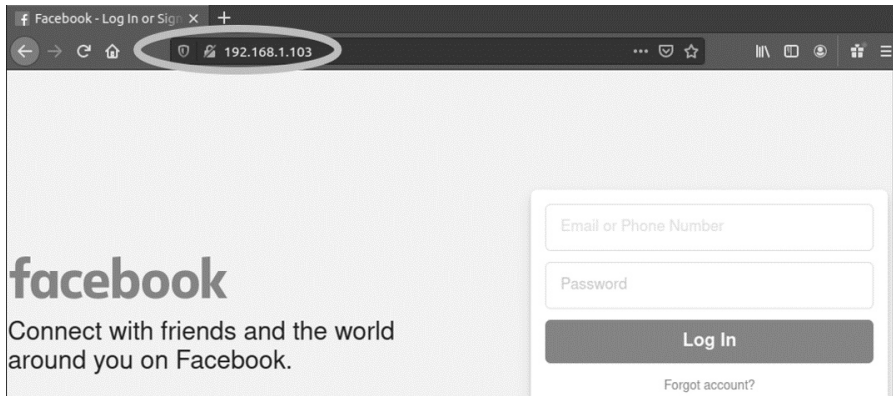 Facebook - Log In or Sign
192.168.1.103
Email or Phone Number
Password
facebook
Connect with friends and the world
around you on Facebook.
Log In
Forgot account?